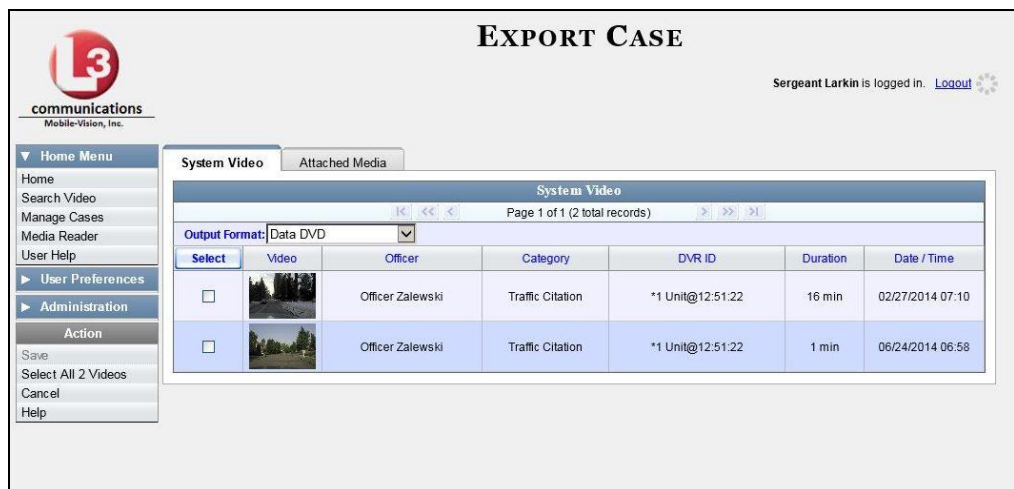 EXPORT CASE
L3
communications
Mobile-Vision, Inc.
Sergeant Larkin is logged in. Logout
Home Menu
Home
Search Video
Manage Cases
Media Reader
User Help
User Preferences
Administration
Action
Save
Select All 2 Videos
Cancel
Help
System Video Attached Media
System Video
Page 1 of 1 (2 total records)
Output Format: Data DVD
Select Video Officer Category DVR ID Duration Date / Time
Officer Zalewski Traffic Citation *1 Unit@12:51:22 16 min 02/27/2014 07:10
Officer Zalewski Traffic Citation *1 Unit@12:51:22 1 min 06/24/2014 06:58